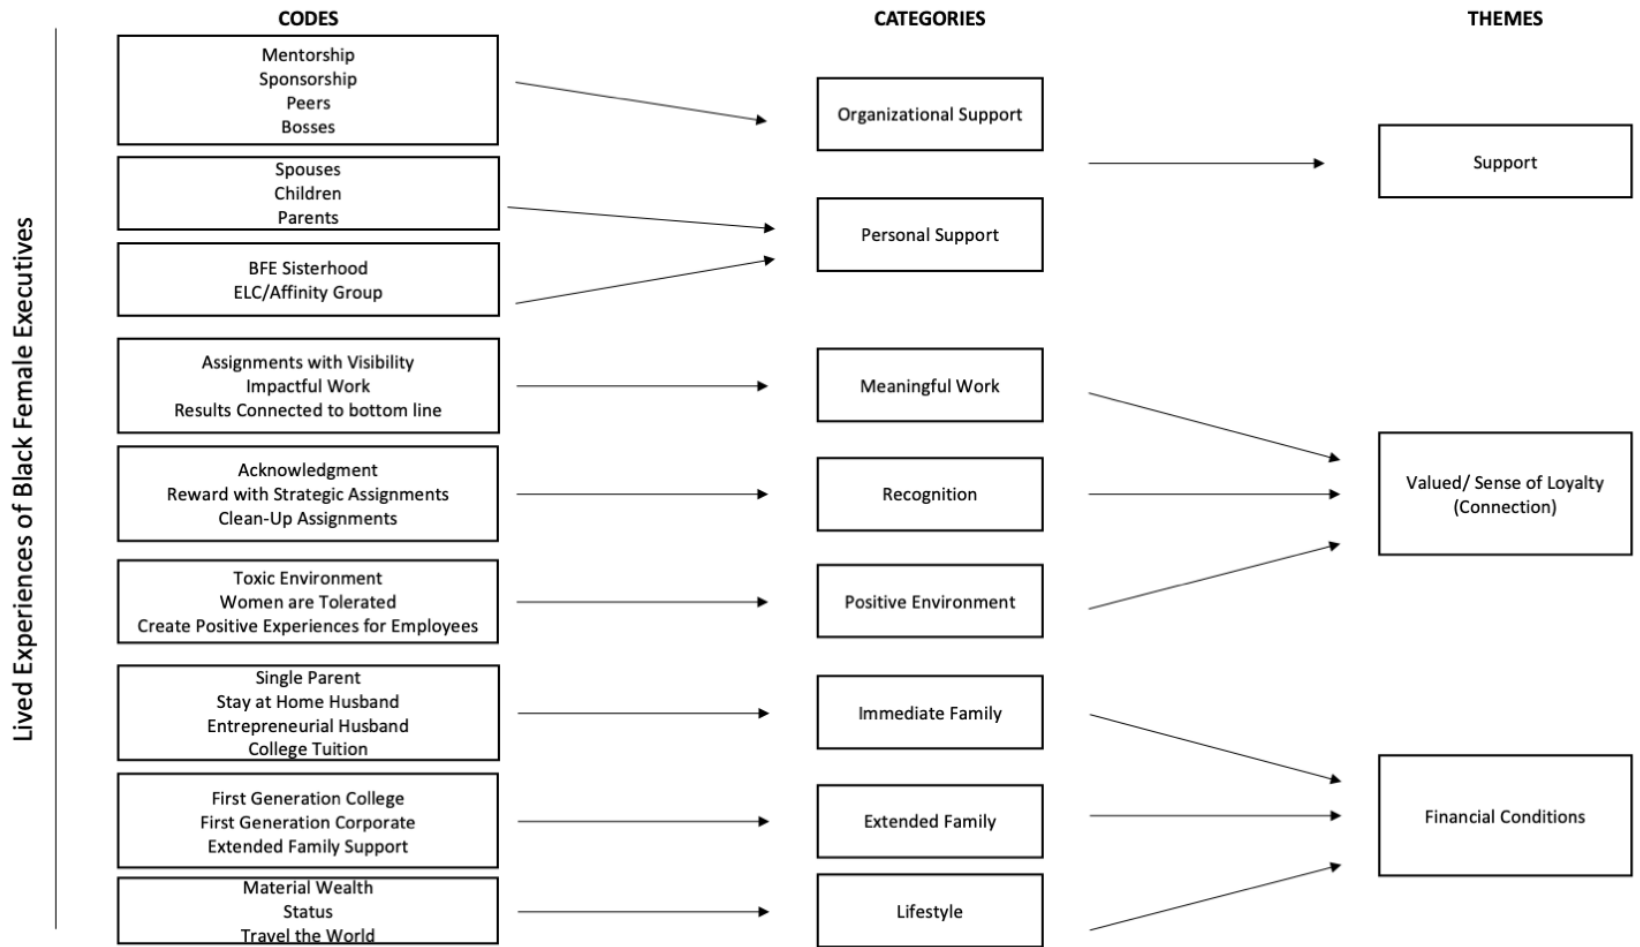 CODES
CATEGORIES
THEMES
Lived Experiences of Black Female Executives
Mentorship
Sponsorship
Peers
Bosses
Spouses
Children
Parents
BFE Sisterhood
ELC/Affinity Group
Assignments with Visibility
Impactful Work
Results Connected to bottom line
Acknowledgment
Reward with Strategic Assignments
Clean-Up Assignments
Toxic Environment
Women are Tolerated
Create Positive Experiences for Employees
Single Parent
Stay at Home Husband
Entrepreneurial Husband
College Tuition
First Generation College
First Generation Corporate
Extended Family Support
Material Wealth
Status
Travel the World
Organizational Support
Personal Support
Meaningful Work
Recognition
Positive Environment
Immediate Family
Extended Family
Lifestyle
Support
Valued/ Sense of Loyalty
(Connection)
Financial Conditions